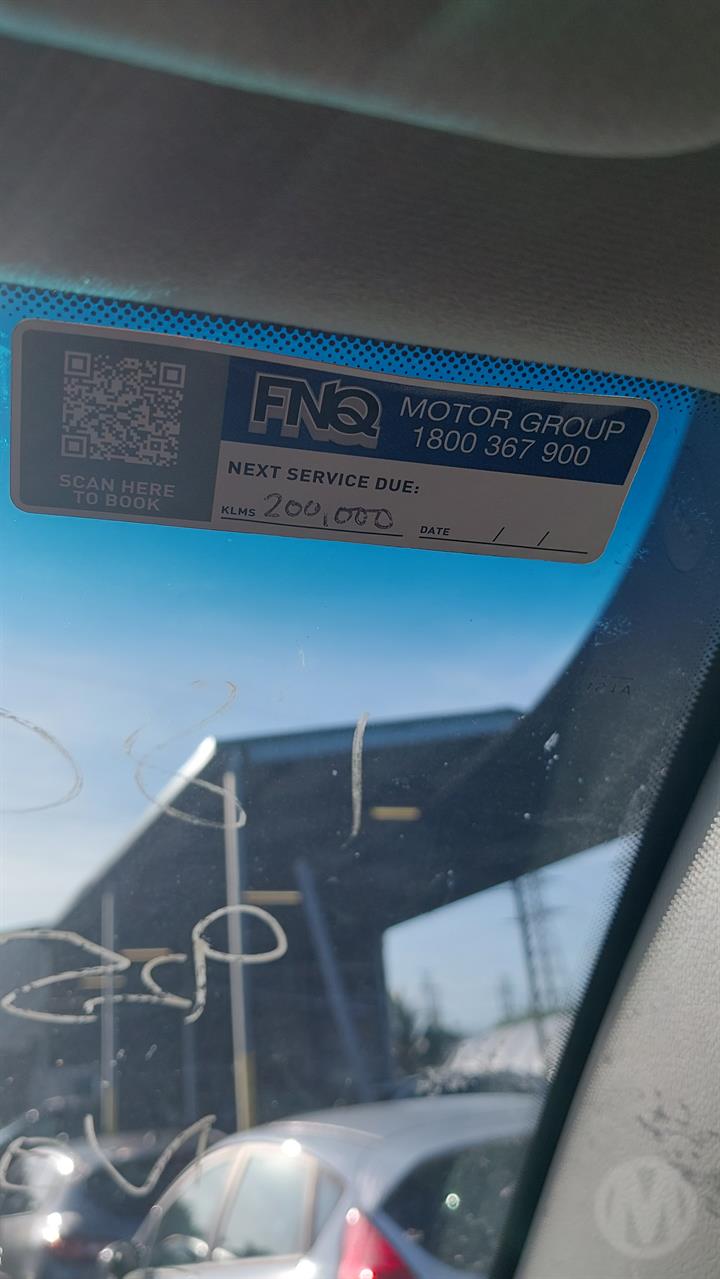 FNQ MOTOR GROUP
1800 367 900
SCAN HERE
TO BOOK
NEXT SERVICE DUE:
KLMS 200,000 DATE / /